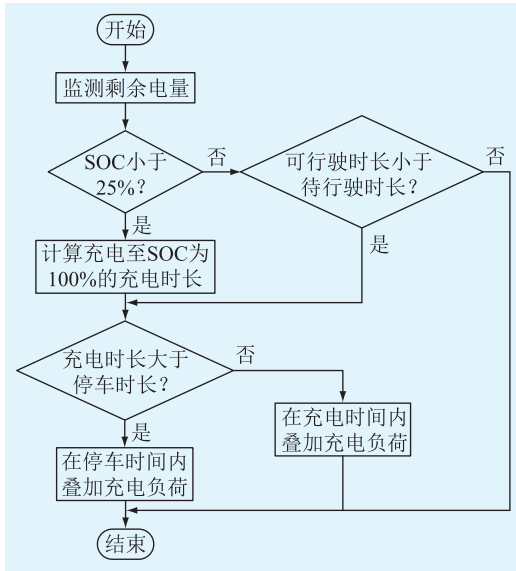 开始
监测剩余电量
SOC小于
25%?
否
可行驶时长小于
待行驶时长?
否
是
是
计算充电至SOC为
100%的充电时长
充电时长大于
停车时长?
否
在充电时间内
叠加充电负荷
是
在停车时间内
叠加充电负荷
结束